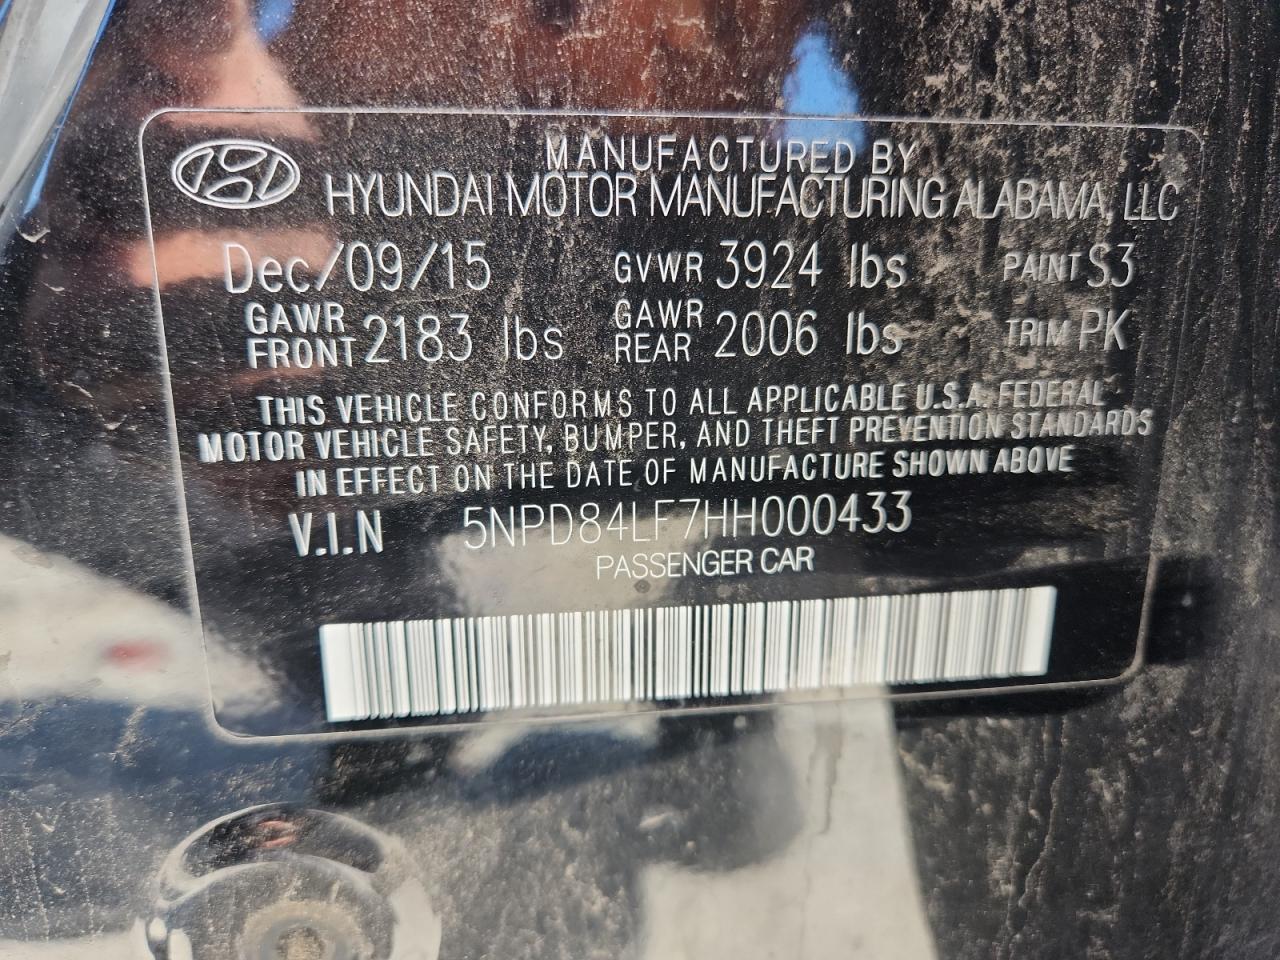 MANUFACTURED BY
HYUNDAI MOTOR MANUFACTURING ALABAMA, LLC
Dec/09/15 GVWR 3924 lbs PAINT S3
GAWR FRONT 2183 lbs GAWR REAR 2006 lbs TRIM PK
THIS VEHICLE CONFORMS TO ALL APPLICABLE U.S.A. FEDERAL
MOTOR VEHICLE SAFETY, BUMPER, AND THEFT PREVENTION STANDARDS
IN EFFECT ON THE DATE OF MANUFACTURE SHOWN ABOVE
V.I.N 5NPD84LF7HH000433
PASSENGER CAR